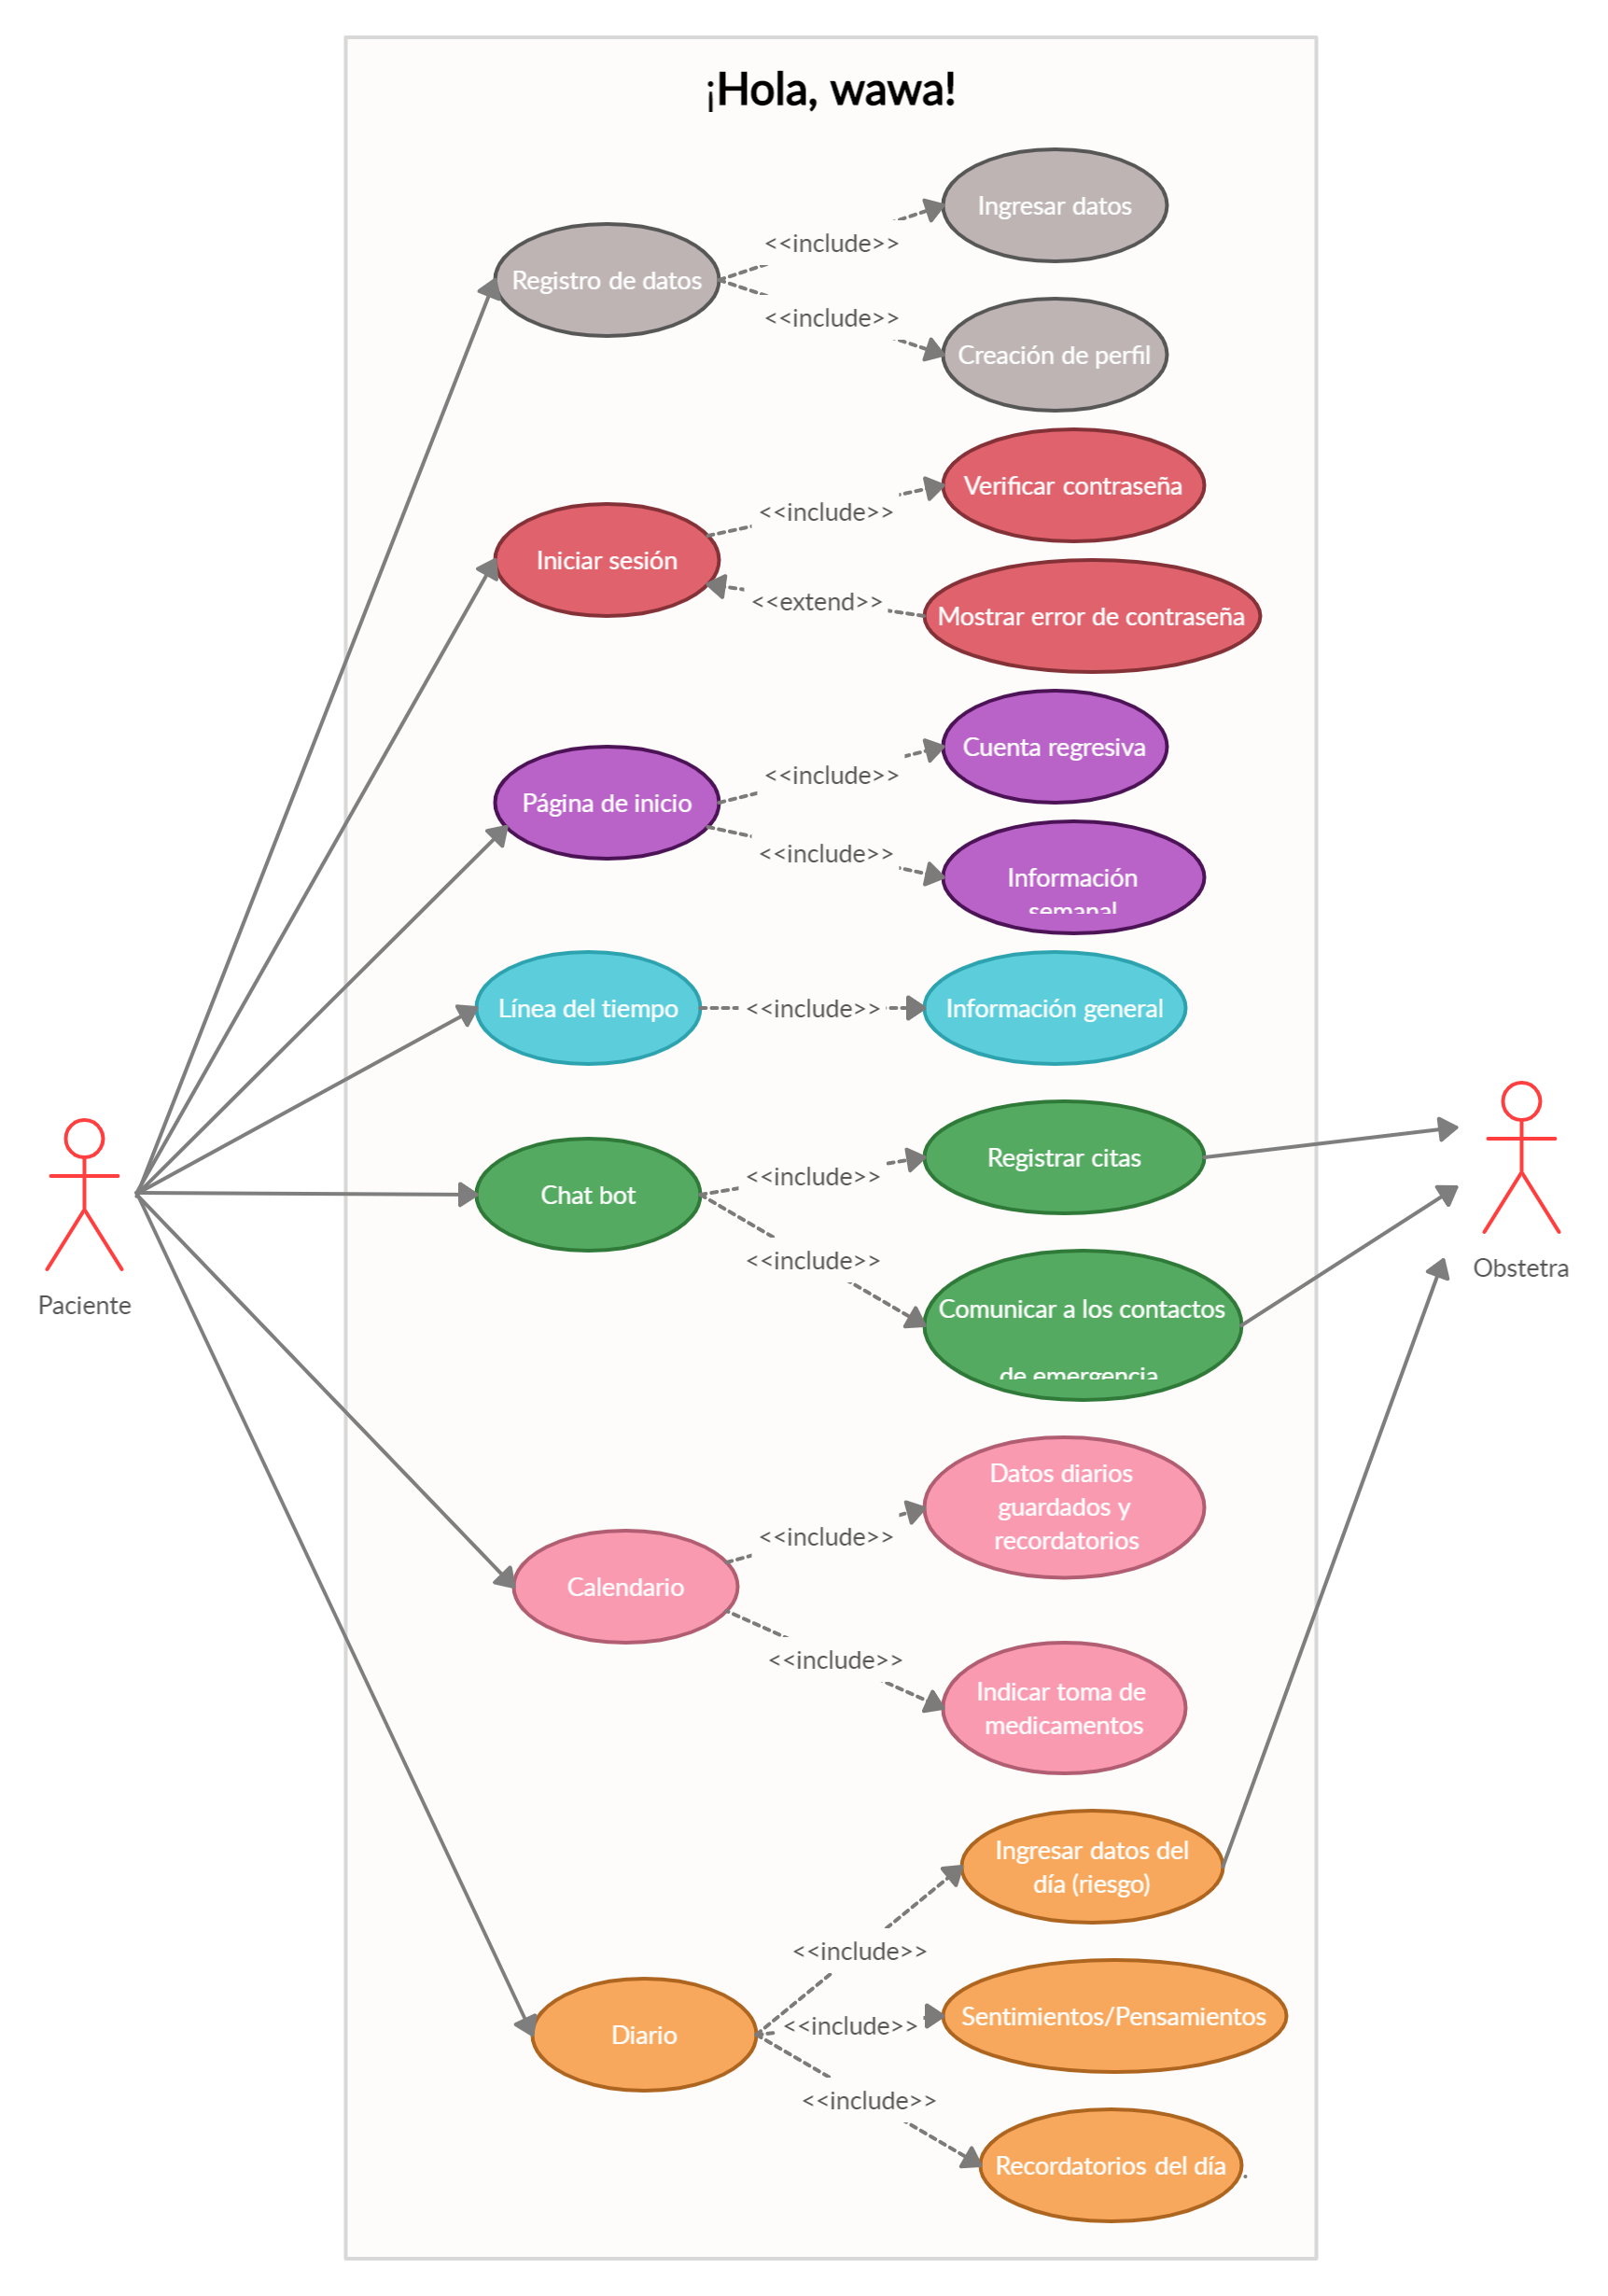 ¡Hola, wawa!
Ingresar datos
<<include>>
Registro de datos
<<include>>
Creación de perfil
Verificar contraseña
<<include>>
Iniciar sesión
<<extend>>
Mostrar error de contraseña
Cuenta regresiva
<<include>>
Página de inicio
<<include>>
Información
semanal
Línea del tiempo
<<include>>
Información general
Registrar citas
<<include>>
Chat bot
<<include>>
Comunicar a los contactos
de emergencia
Paciente
Obstetra
Datos diarios
guardados y
recordatorios
<<include>>
Calendario
<<include>>
Indicar toma de
medicamentos
Ingresar datos del
día (riesgo)
<<include>>
Sentimientos/Pensamientos
<<include>>
Diario
<<include>>
Recordatorios del día .